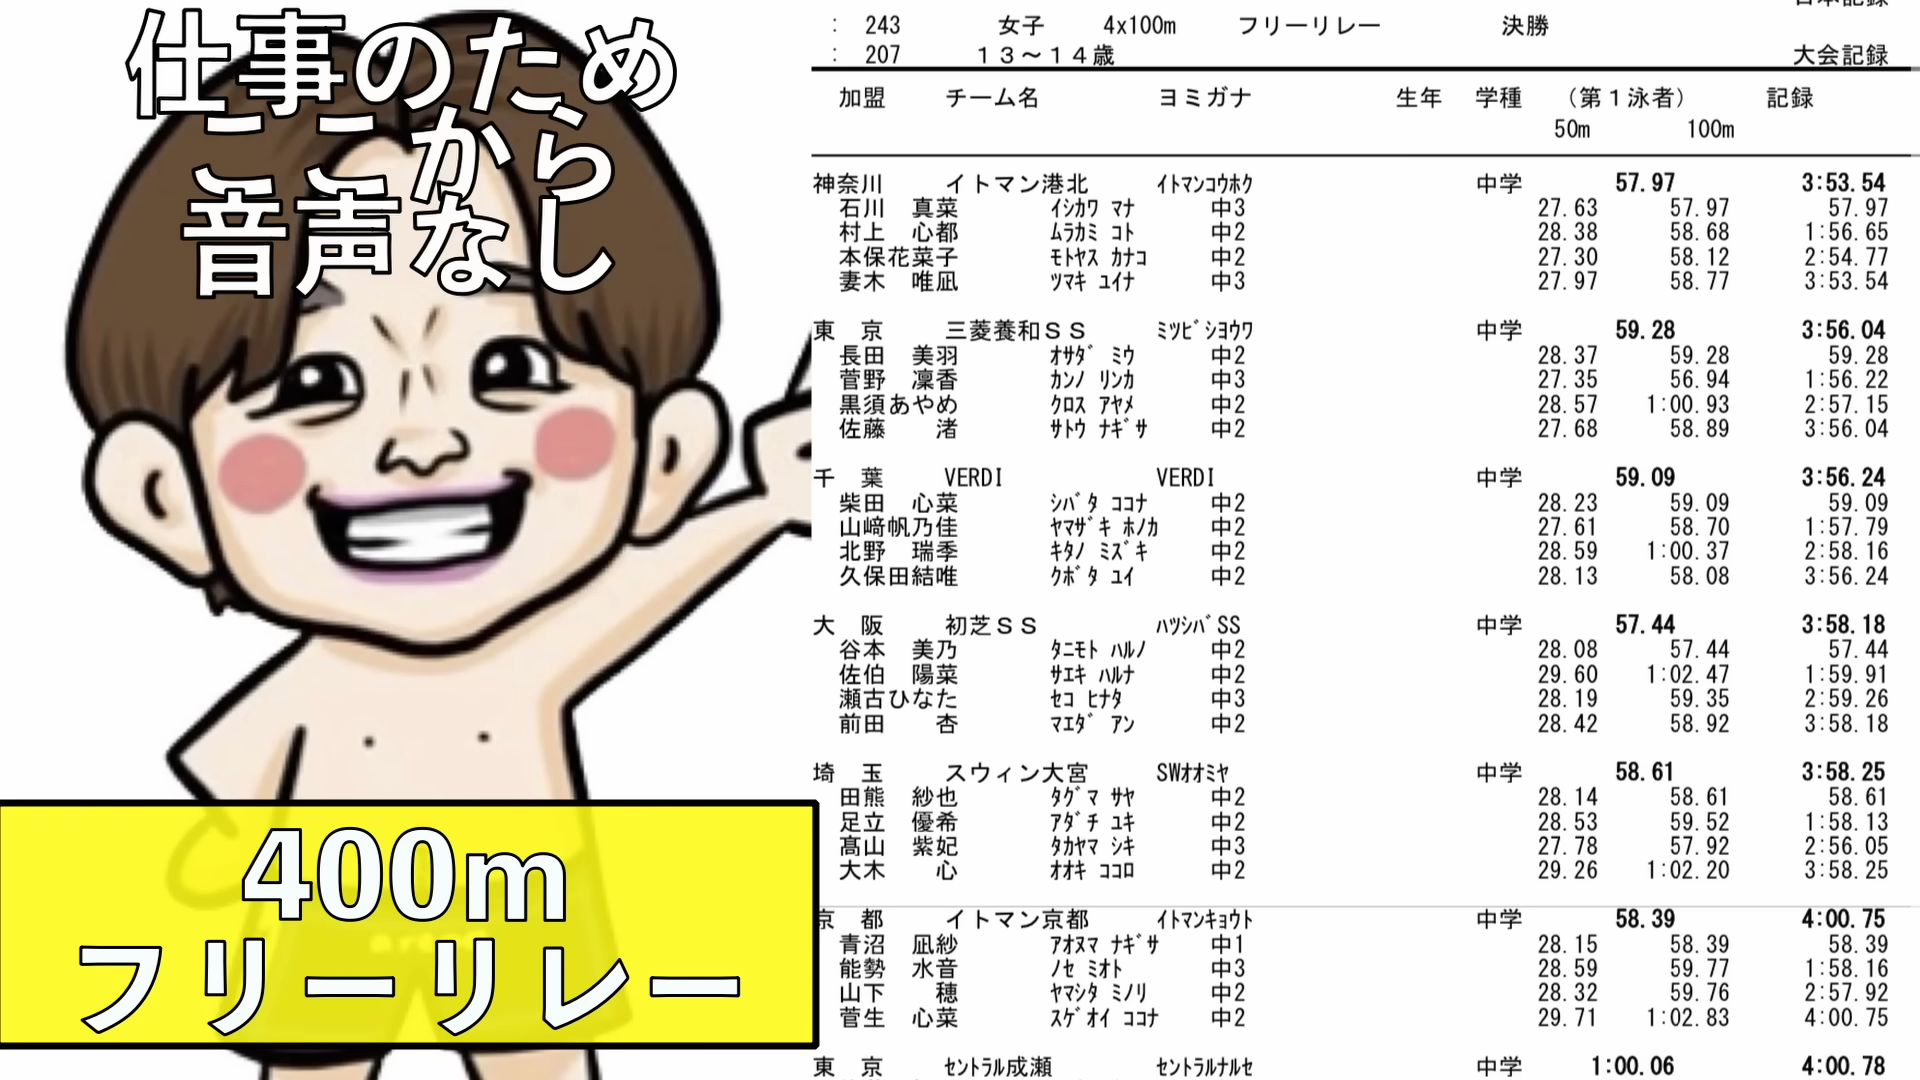 仕事のため
ここから
音声なし
400m
フリーリレー
: 243 女子 4x100m フリーリレー 決勝
: 207 １３～１４歳 大会記録
加盟 チーム名 ヨミガナ 生年 学種 （第１泳者） 記録
50m 100m
神奈川 イトマン港北 ｲﾄﾏﾝｺｳﾎｸ 中学 57.97 3:53.54
石川 真菜 ｲｼｶﾜ ﾏﾅ 中3 27.63 57.97 57.97
村上 心都 ﾑﾗｶﾐ ｺﾄ 中2 28.38 58.68 1:56.65
本保花菜子 ﾓﾄﾔｽ ｶﾅｺ 中2 27.30 58.12 2:54.77
妻木 唯凪 ﾂﾏｷ ﾕｲﾅ 中3 27.97 58.77 3:53.54
東 京 三菱養和ＳＳ ﾐﾂﾋﾞｼﾖｳﾜ 中学 59.28 3:56.04
長田 美羽 ｵｻﾀﾞ ﾐｳ 中2 28.37 59.28 59.28
菅野 凜香 ｶﾝﾉ ﾘﾝｶ 中3 27.35 56.94 1:56.22
黒須あやめ ｸﾛｽ ｱﾔﾒ 中2 28.57 1:00.93 2:57.15
佐藤 渚 ｻﾄｳ ﾅｷﾞｻ 中2 27.68 58.89 3:56.04
千 葉 VERDI VERDI 中学 59.09 3:56.24
柴田 心菜 ｼﾊﾞﾀ ｺｺﾅ 中2 28.23 59.09 59.09
山﨑帆乃佳 ﾔﾏｻﾞｷ ﾎﾉｶ 中2 27.61 58.70 1:57.79
北野 瑞季 ｷﾀﾉ ﾐｽﾞｷ 中2 28.59 1:00.37 2:58.16
久保田結唯 ｸﾎﾞﾀ ﾕｲ 中2 28.13 58.08 3:56.24
大 阪 初芝ＳＳ ﾊﾂｼﾊﾞSS 中学 57.44 3:58.18
谷本 美乃 ﾀﾆﾓﾄ ﾊﾙﾉ 中2 28.08 57.44 57.44
佐伯 陽菜 ｻｴｷ ﾊﾙﾅ 中2 29.60 1:02.47 1:59.91
瀬古ひなた ｾｺ ﾋﾅﾀ 中3 28.19 59.35 2:59.26
前田 杏 ﾏｴﾀﾞ ｱﾝ 中2 28.42 58.92 3:58.18
埼 玉 スウィン大宮 SWｵｵﾐﾔ 中学 58.61 3:58.25
田熊 紗也 ﾀｸﾞﾏ ｻﾔ 中2 28.14 58.61 58.61
足立 優希 ｱﾀﾞﾁ ﾕｷ 中2 28.53 59.52 1:58.13
髙山 紫妃 ﾀｶﾔﾏ ｼｷ 中3 27.78 57.92 2:56.05
大木 心 ｵｵｷ ｺｺﾛ 中2 29.26 1:02.20 3:58.25
京 都 イトマン京都 ｲﾄﾏﾝｷｮｳﾄ 中学 58.39 4:00.75
青沼 凪紗 ｱｵﾇﾏ ﾅｷﾞｻ 中1 28.15 58.39 58.39
能勢 水音 ﾉｾ ﾐｵﾄ 中3 28.59 59.77 1:58.16
山下 穂 ﾔﾏｼﾀ ﾐﾉﾘ 中2 28.32 59.76 2:57.92
菅生 心菜 ｽｹﾞｵｲ ｺｺﾅ 中2 29.71 1:02.83 4:00.75
東 京 ｾﾝﾄﾗﾙ成瀬 ｾﾝﾄﾗﾙﾅﾙｾ 中学 1:00.06 4:00.78